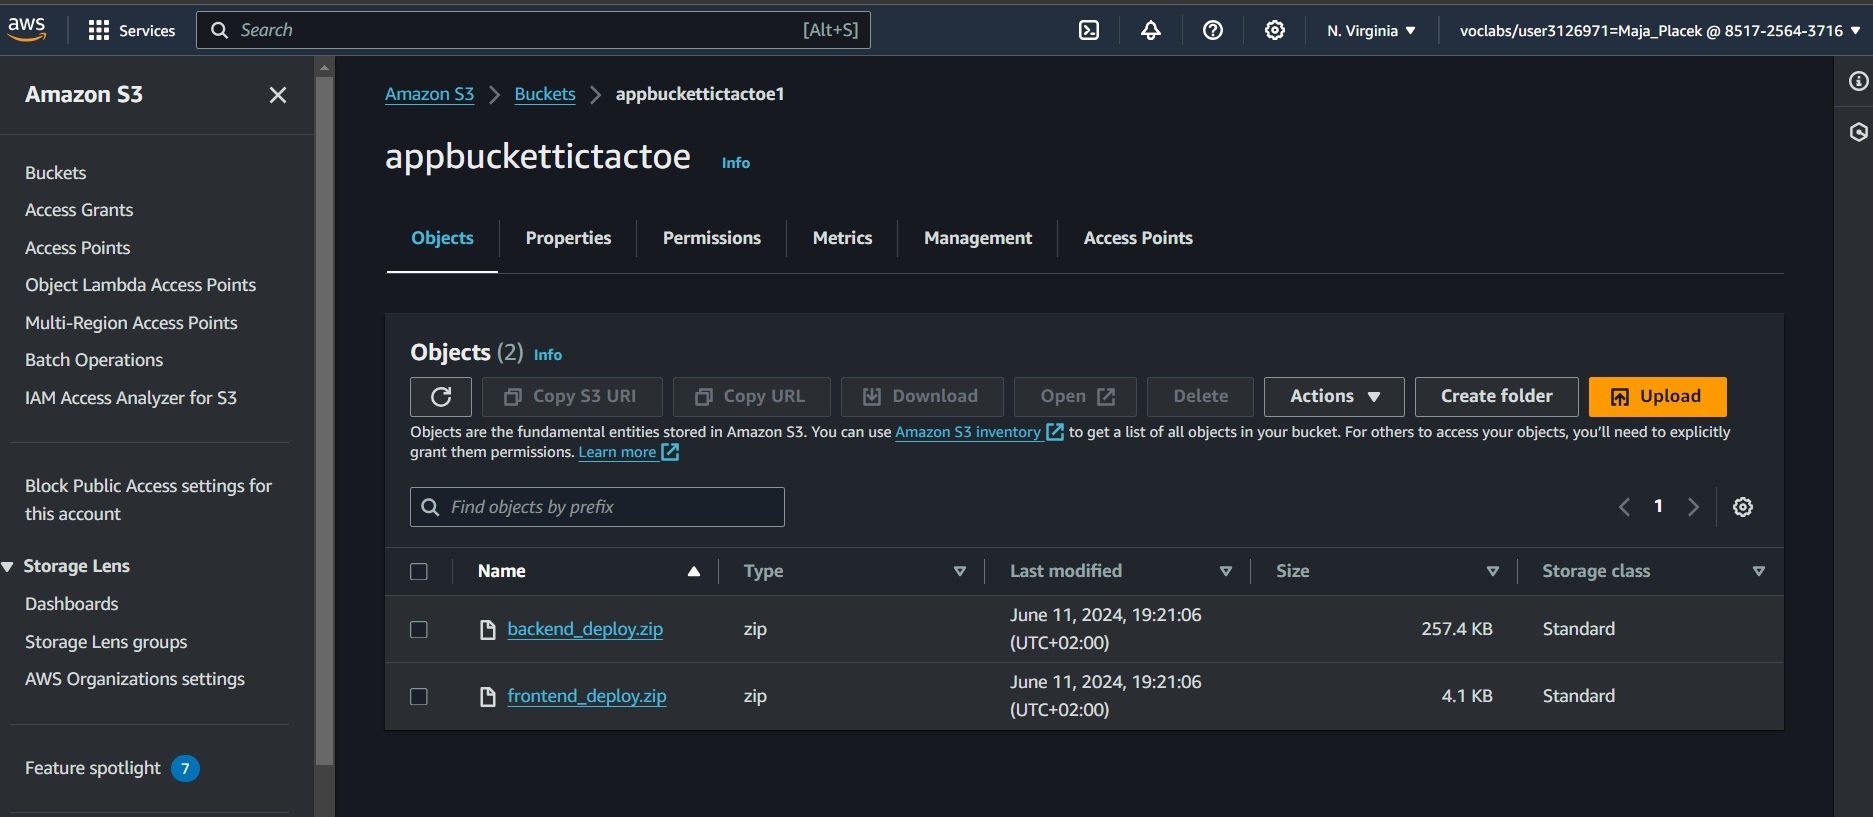 aws
Services
Search [Alt+S]
N. Virginia
voclabs/user3126971=Maja_Placek @ 8517-2564-3716
Amazon S3
Buckets
Access Grants
Access Points
Object Lambda Access Points
Multi-Region Access Points
Batch Operations
IAM Access Analyzer for S3
Block Public Access settings for
this account
Storage Lens
Dashboards
Storage Lens groups
AWS Organizations settings
Feature spotlight 7
Amazon S3 > Buckets > appbuckettictactoe1
appbuckettictactoe Info
Objects Properties Permissions Metrics Management Access Points
Objects (2) Info
Copy S3 URI Copy URL Download Open Delete Actions Create folder Upload
Objects are the fundamental entities stored in Amazon S3. You can use Amazon S3 inventory to get a list of all objects in your bucket. For others to access your objects, you'll need to explicitly
grant them permissions. Learn more
Find objects by prefix
1
Name Type Last modified Size Storage class
backend_deploy.zip zip June 11, 2024, 19:21:06 257.4 KB Standard
(UTC+02:00)
frontend_deploy.zip zip June 11, 2024, 19:21:06 4.1 KB Standard
(UTC+02:00)